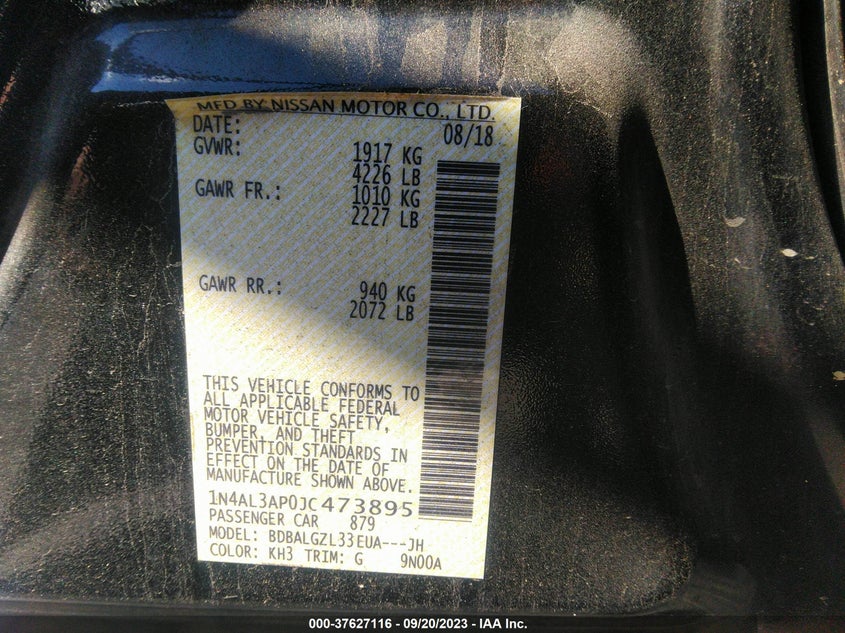 MFD BY NISSAN MOTOR CO., LTD.
DATE: 08/18
GVWR: 1917 KG
4226 LB
GAWR FR.: 1010 KG
2227 LB
GAWR RR.: 940 KG
2072 LB
THIS VEHICLE CONFORMS TO
ALL APPLICABLE FEDERAL
MOTOR VEHICLE SAFETY,
BUMPER, AND THEFT
PREVENTION STANDARDS IN
EFFECT ON THE DATE OF
MANUFACTURE SHOWN ABOVE.
1N4AL3AP0JC473895
PASSENGER CAR 879
MODEL: BDBALGZL33EUA---JH
COLOR: KH3 TRIM: G 9N00A
000-37627116 - 09/20/2023 - IAA Inc.